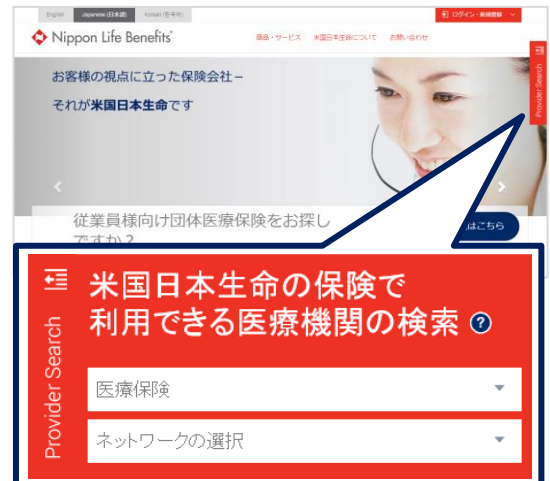 English Japanese (日本語) Korean (한국어)
ログイン・新規登録
Nippon Life Benefits®
商品・サービス 米国日本生命について お問い合わせ
お客様の視点に立った保険会社−
それが米国日本生命です
Provider Search
従業員様向け団体医療保険をお探し
ですか？
はこちら
Provider Search
米国日本生命の保険で
利用できる医療機関の検索 ?
医療保険
ネットワークの選択